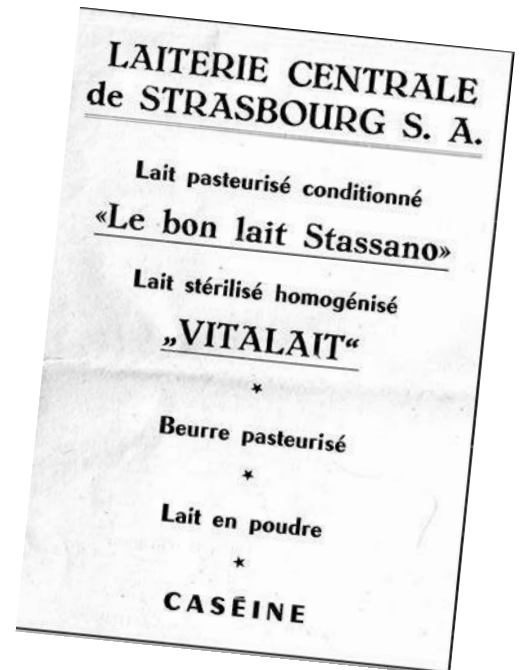 LAITERIE CENTRALE
de STRASBOURG S. A.
Lait pasteurisé conditionné
«Le bon lait Stassano»
Lait stérilisé homogénisé
„VITALAIT“
★
Beurre pasteurisé
★
Lait en poudre
★
CASÉINE